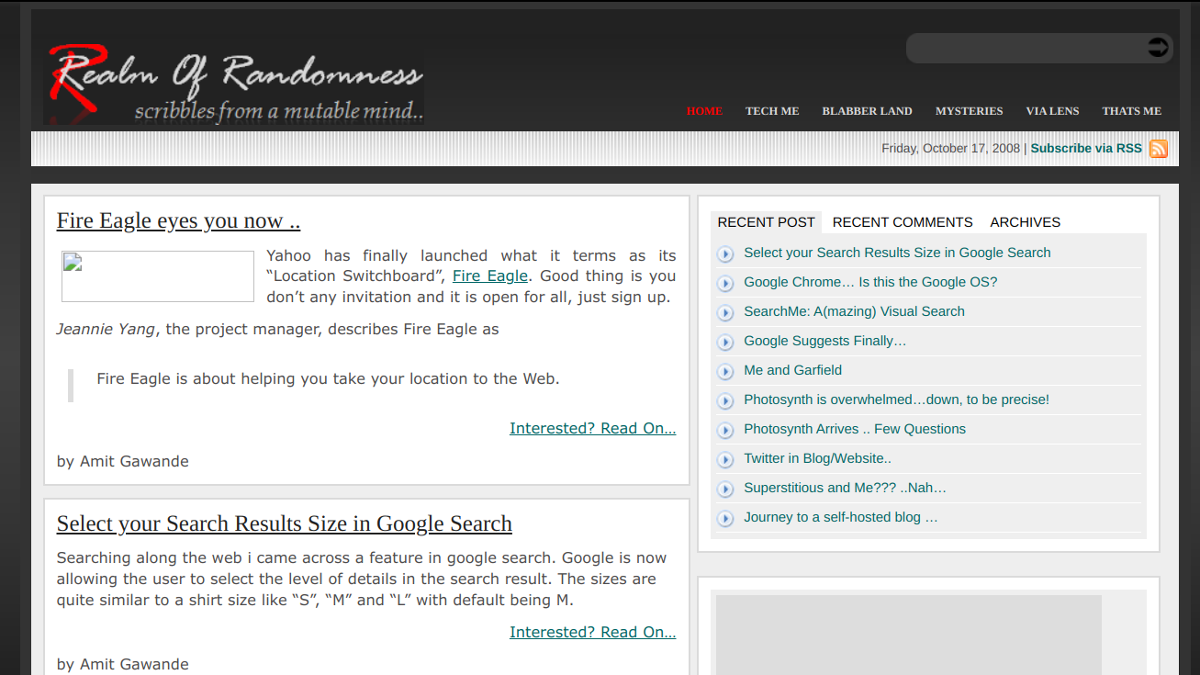 Realm Of Randomness
scribbles from a mutable mind..
HOME TECH ME BLABBER LAND MYSTERIES VIA LENS THATS ME
Friday, October 17, 2008 | Subscribe via RSS
Fire Eagle eyes you now ..
Yahoo has finally launched what it terms as its
“Location Switchboard”, Fire Eagle. Good thing is you
don’t any invitation and it is open for all, just sign up.
Jeannie Yang, the project manager, describes Fire Eagle as
Fire Eagle is about helping you take your location to the Web.
Interested? Read On…
by Amit Gawande
Select your Search Results Size in Google Search
Searching along the web i came across a feature in google search. Google is now
allowing the user to select the level of details in the search result. The sizes are
quite similar to a shirt size like “S”, “M” and “L” with default being M.
Interested? Read On…
by Amit Gawande
RECENT POST RECENT COMMENTS ARCHIVES
Select your Search Results Size in Google Search
Google Chrome… Is this the Google OS?
SearchMe: A(mazing) Visual Search
Google Suggests Finally…
Me and Garfield
Photosynth is overwhelmed…down, to be precise!
Photosynth Arrives .. Few Questions
Twitter in Blog/Website..
Superstitious and Me??? ..Nah…
Journey to a self-hosted blog …